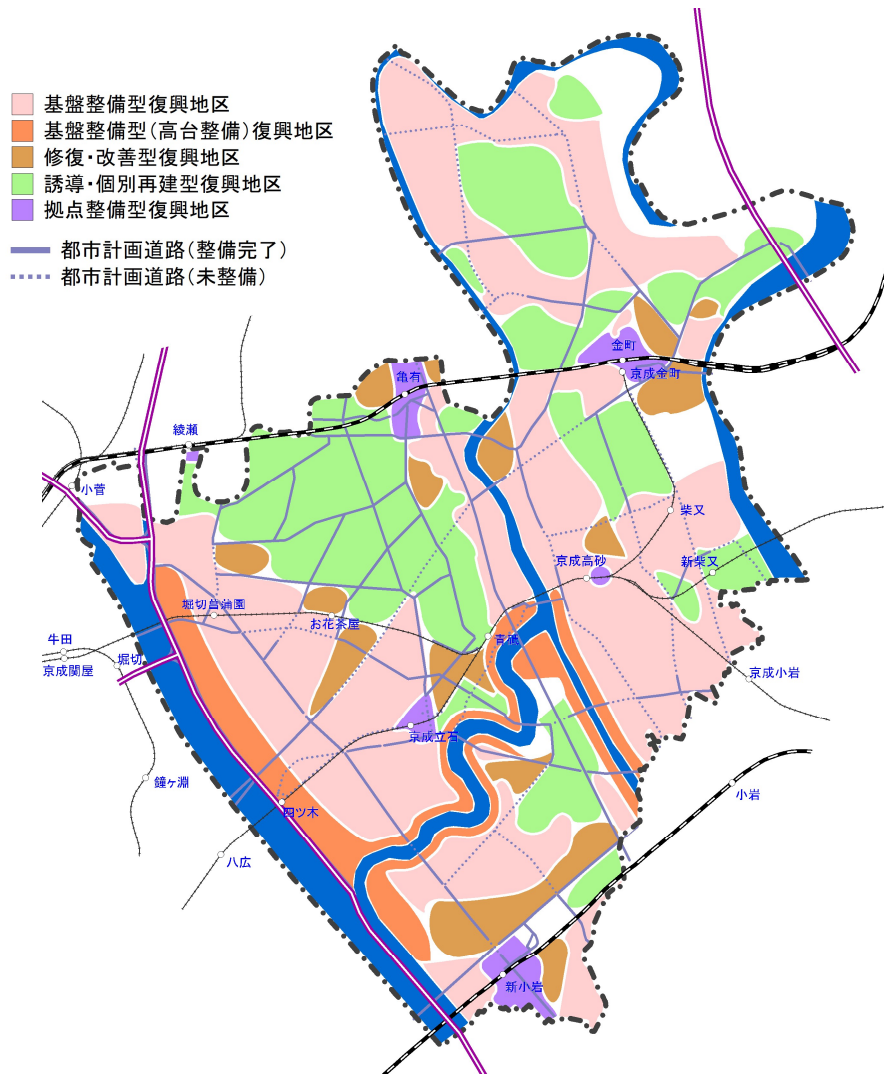 基盤整備型復興地区
基盤整備型(高台整備)復興地区
修復・改善型復興地区
誘導・個別再建型復興地区
拠点整備型復興地区
都市計画道路(整備完了)
都市計画道路(未整備)
金町
京成金町
亀有
綾瀬
小菅
柴又
京成高砂
新柴又
堀切菖蒲園
お花茶屋
青砥
牛田
京成関屋
堀切
京成小岩
京成立石
鐘ヶ淵
四ツ木
小岩
八広
新小岩